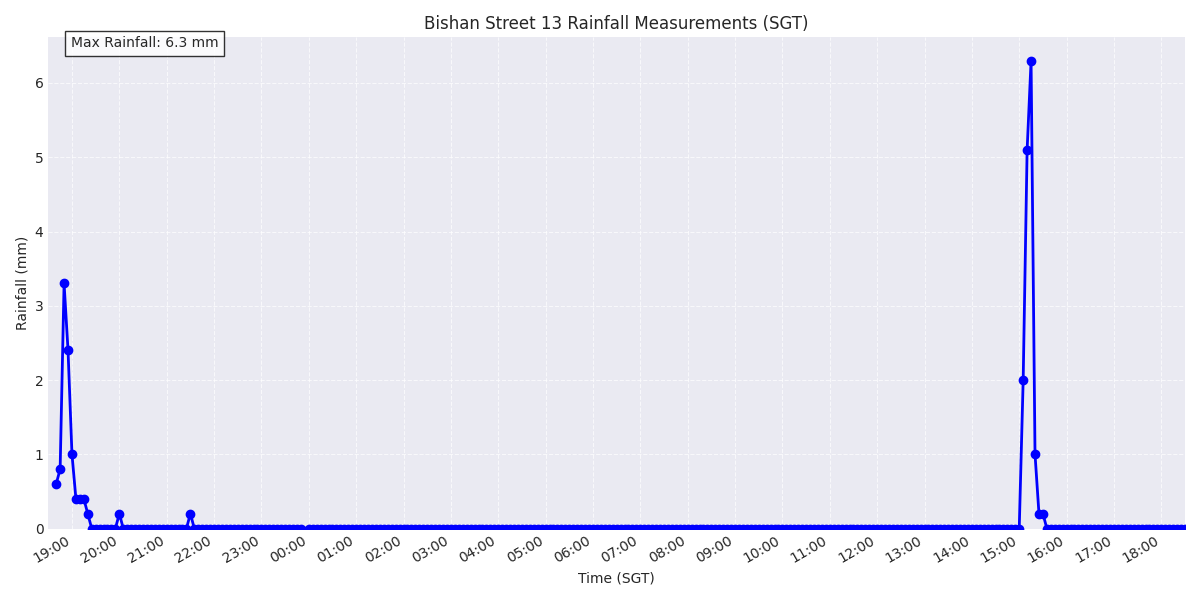 Bishan Street 13 Rainfall Measurements (SGT)
Max Rainfall: 6.3 mm
Rainfall (mm)
6
5
4
3
2
1
0
19:00 20:00 21:00 22:00 23:00 00:00 01:00 02:00 03:00 04:00 05:00 06:00 07:00 08:00 09:00 10:00 11:00 12:00 13:00 14:00 15:00 16:00 17:00 18:00
Time (SGT)